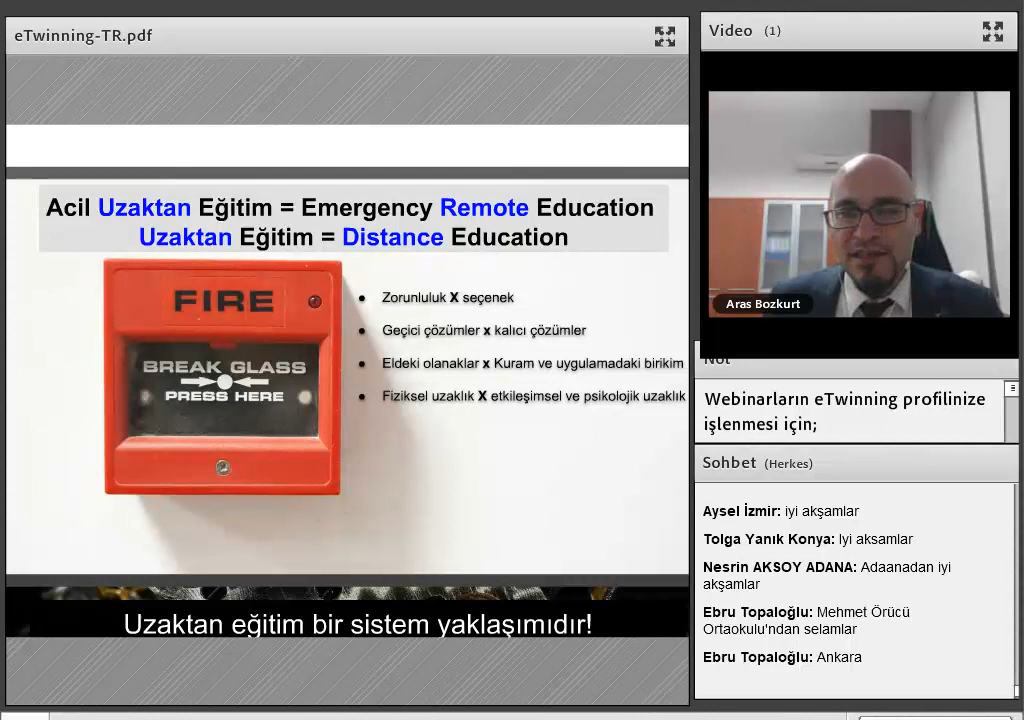 eTwinning-TR.pdf
Acil Uzaktan Eğitim = Emergency Remote Education
Uzaktan Eğitim = Distance Education
FIRE
BREAK GLASS
PRESS HERE
• Zorunluluk X seçenek
• Geçici çözümler x kalıcı çözümler
• Eldeki olanaklar x Kuram ve uygulamadaki birikim
• Fiziksel uzaklık X etkileşimsel ve psikolojik uzaklık
Uzaktan eğitim bir sistem yaklaşımıdır!
Video (1)
Aras Bozkurt
Not
Webinarların eTwinning profilinize
işlenmesi için;
Sohbet (Herkes)
Aysel İzmir: iyi akşamlar
Tolga Yanık Konya: Iyi aksamlar
Nesrin AKSOY ADANA: Adaanadan iyi
akşamlar
Ebru Topaloğlu: Mehmet Örücü
Ortaokulu'ndan selamlar
Ebru Topaloğlu: Ankara